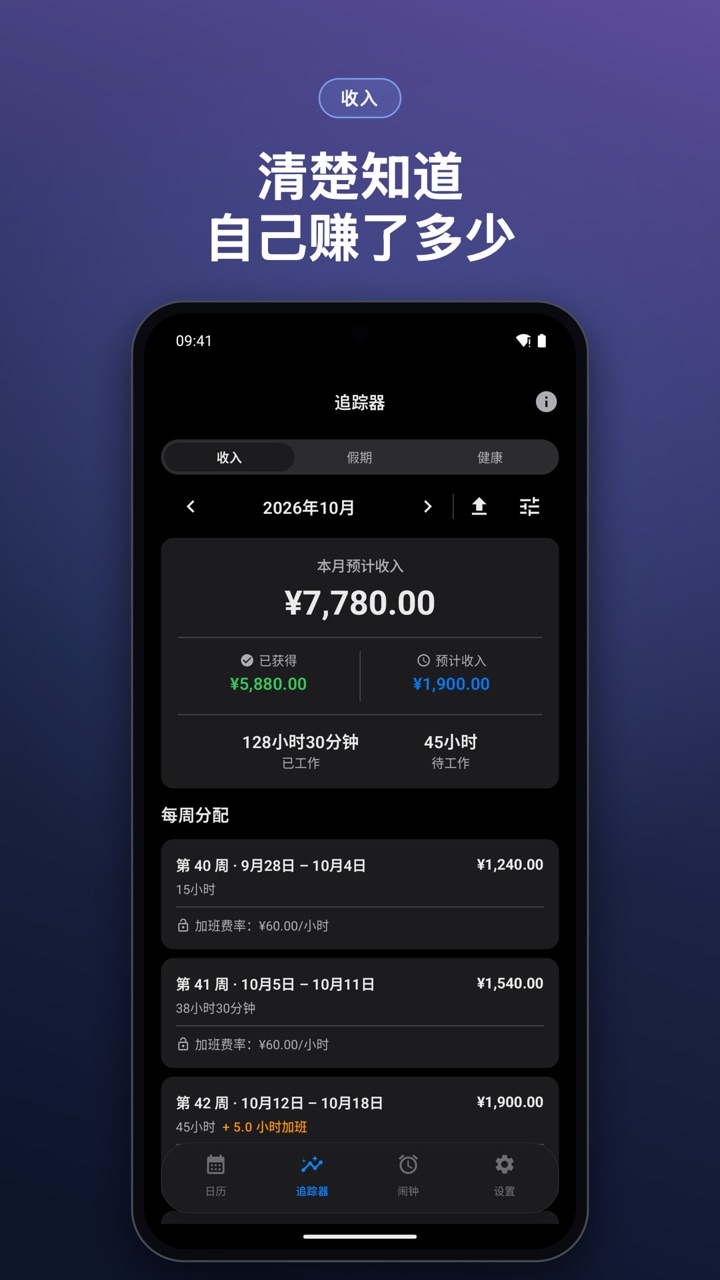 收入
清楚知道
自己赚了多少
09:41
追踪器
收入 假期 健康
2026年10月
本月预计收入
¥7,780.00
已获得 预计收入
¥5,880.00 ¥1,900.00
128小时30分钟 45小时
已工作 待工作
每周分配
第 40 周 · 9月28日 – 10月4日 ¥1,240.00
15小时
加班费率：¥60.00/小时
第 41 周 · 10月5日 – 10月11日 ¥1,540.00
38小时30分钟
加班费率：¥60.00/小时
第 42 周 · 10月12日 – 10月18日 ¥1,900.00
45小时 + 5.0 小时加班
日历 追踪器 闹钟 设置